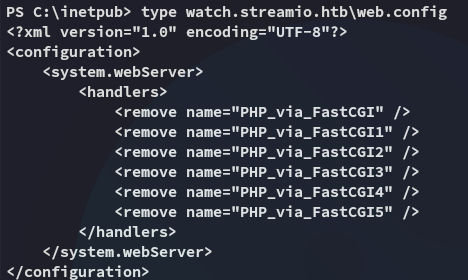 PS C:\inetpub> type watch.streamio.htb\web.config
<?xml version="1.0" encoding="UTF-8"?>
<configuration>
    <system.webServer>
        <handlers>
            <remove name="PHP_via_FastCGI" />
            <remove name="PHP_via_FastCGI1" />
            <remove name="PHP_via_FastCGI2" />
            <remove name="PHP_via_FastCGI3" />
            <remove name="PHP_via_FastCGI4" />
            <remove name="PHP_via_FastCGI5" />
        </handlers>
    </system.webServer>
</configuration>